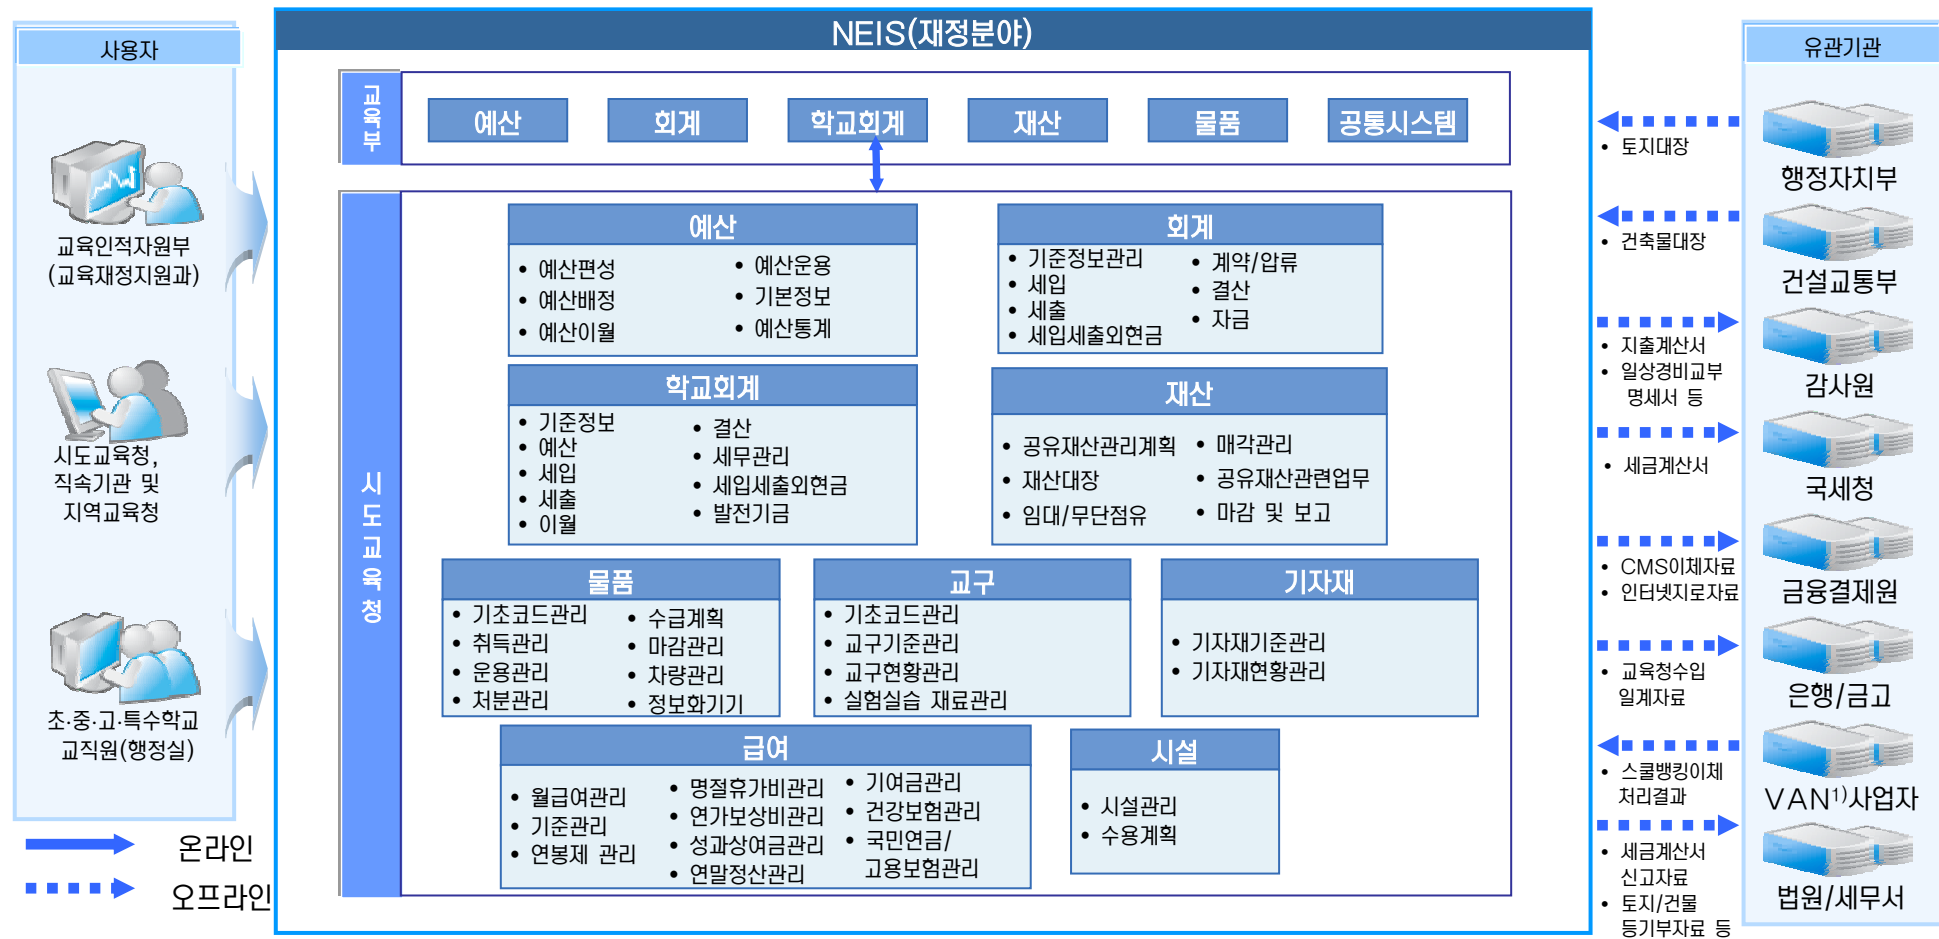 NEIS(재정분야)
사용자
교육인적자원부
(교육재정지원과)
시도교육청,
직속기관 및
지역교육청
초·중·고·특수학교
교직원(행정실)
온라인
오프라인
교육부
예산
회계
학교회계
재산
물품
공통시스템
시도교육청
예산
• 예산편성
• 예산배정
• 예산이월
• 예산운용
• 기본정보
• 예산통계
회계
• 기준정보관리
• 세입
• 세출
• 세입세출외현금
• 계약/압류
• 결산
• 자금
학교회계
• 기준정보
• 예산
• 세입
• 세출
• 이월
• 결산
• 세무관리
• 세입세출외현금
• 발전기금
재산
• 공유재산관리계획
• 재산대장
• 임대/무단점유
• 매각관리
• 공유재산관련업무
• 마감 및 보고
물품
• 기초코드관리
• 취득관리
• 운용관리
• 처분관리
• 수급계획
• 마감관리
• 차량관리
• 정보화기기
교구
• 기초코드관리
• 교구기준관리
• 교구현황관리
• 실험실습 재료관리
기자재
• 기자재기준관리
• 기자재현황관리
급여
• 월급여관리
• 기준관리
• 연봉제 관리
• 명절휴가비관리
• 연가보상비관리
• 성과상여금관리
• 연말정산관리
• 기여금관리
• 건강보험관리
• 국민연금/
고용보험관리
시설
• 시설관리
• 수용계획
유관기관
• 토지대장
행정자치부
• 건축물대장
건설교통부
• 지출계산서
• 일상경비교부
명세서 등
감사원
• 세금계산서
국세청
• CMS이체자료
• 인터넷지로자료
금융결제원
• 교육청수입
일계자료
은행/금고
• 스쿨뱅킹이체
처리결과
VAN1)사업자
• 세금계산서
신고자료
• 토지/건물
등기부자료 등
법원/세무서